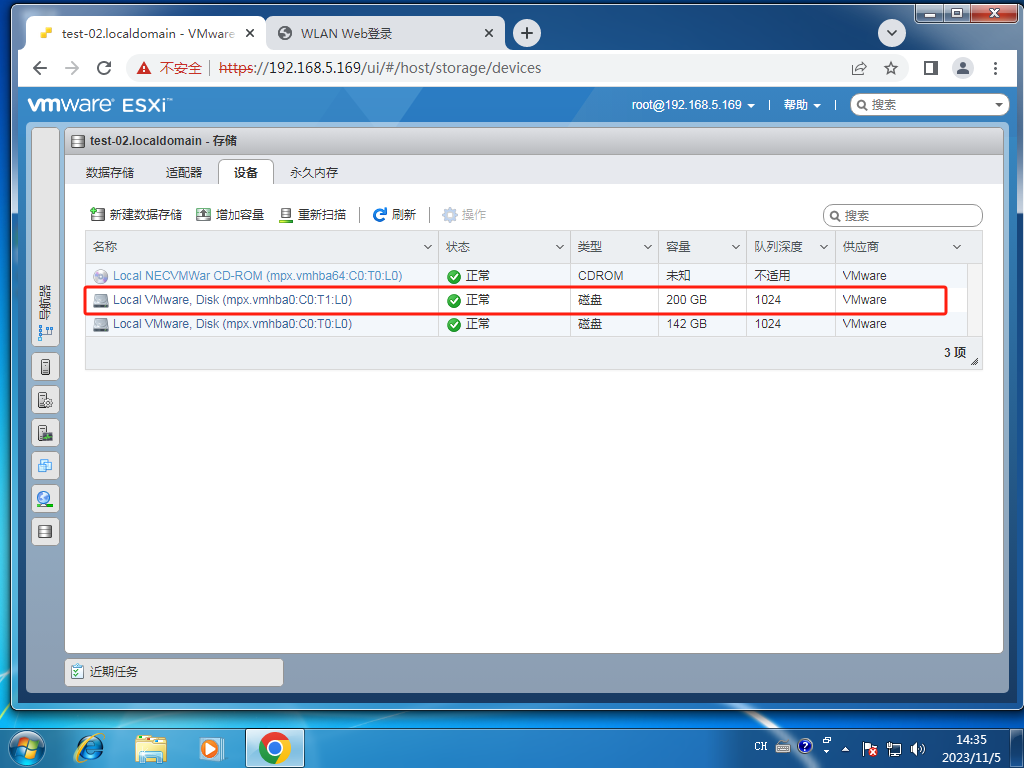 test-02.localdomain - VMware
WLAN Web登录
不安全
https://192.168.5.169/ui/#/host/storage/devices
vmware ESXi™
root@192.168.5.169
帮助
搜索
test-02.localdomain - 存储
导航器
数据存储 适配器 设备 永久内存
新建数据存储 增加容量 重新扫描 刷新 操作
搜索
名称 状态 类型 容量 队列深度 供应商
Local NECVMWar CD-ROM (mpx.vmhba64:C0:T0:L0) 正常 CDROM 未知 不适用 VMware
Local VMware, Disk (mpx.vmhba0:C0:T1:L0) 正常 磁盘 200 GB 1024 VMware
Local VMware, Disk (mpx.vmhba0:C0:T0:L0) 正常 磁盘 142 GB 1024 VMware
3 项
近期任务
CH
14:35
2023/11/5